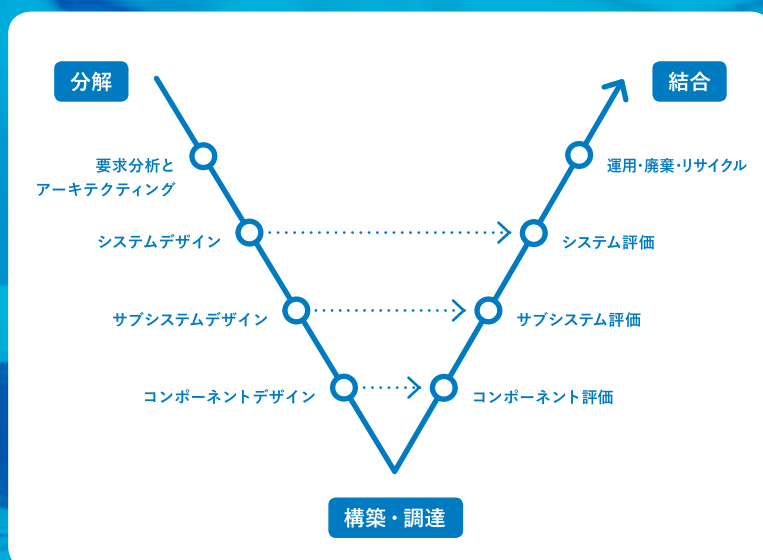 分解
結合
要求分析と
アーキテクティング
運用・廃棄・リサイクル
システムデザイン
システム評価
サブシステムデザイン
サブシステム評価
コンポーネントデザイン
コンポーネント評価
構築・調達